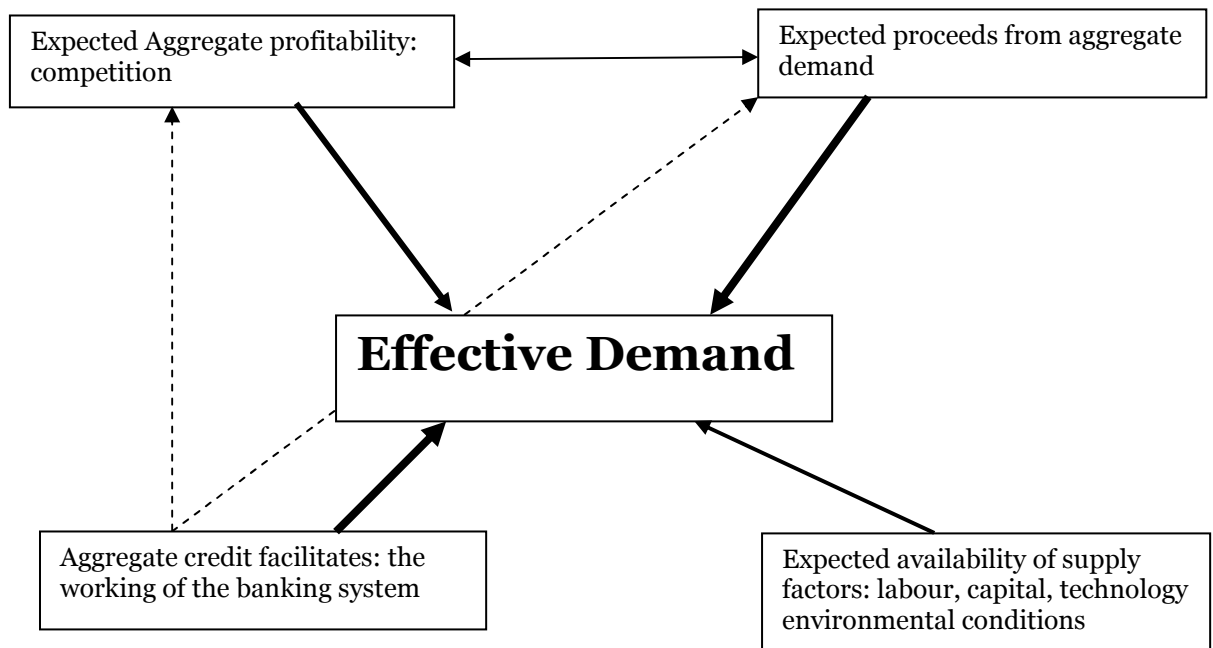 Expected Aggregate profitability:
competition
Expected proceeds from aggregate
demand
Effective Demand
Aggregate credit facilitates: the
working of the banking system
Expected availability of supply
factors: labour, capital, technology
environmental conditions